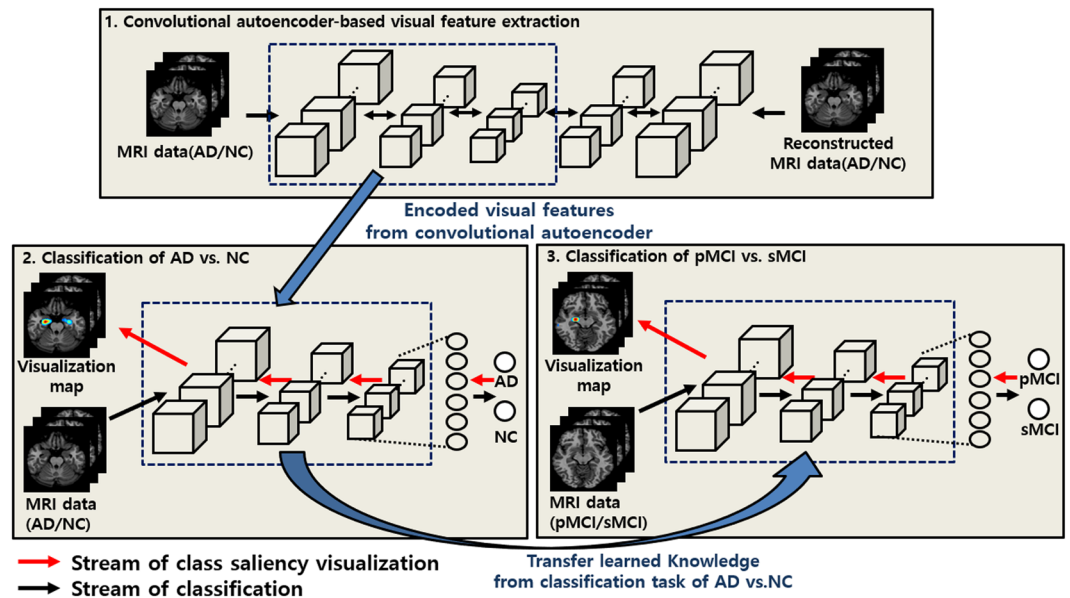 1. Convolutional autoencoder-based visual feature extraction
MRI data(AD/NC)
Reconstructed
MRI data(AD/NC)
Encoded visual features
from convolutional autoencoder
2. Classification of AD vs. NC
Visualization
map
MRI data
(AD/NC)
AD
NC
3. Classification of pMCI vs. sMCI
Visualization
map
MRI data
(pMCI/sMCI)
pMCI
sMCI
Stream of class saliency visualization
Stream of classification
Transfer learned Knowledge
from classification task of AD vs.NC